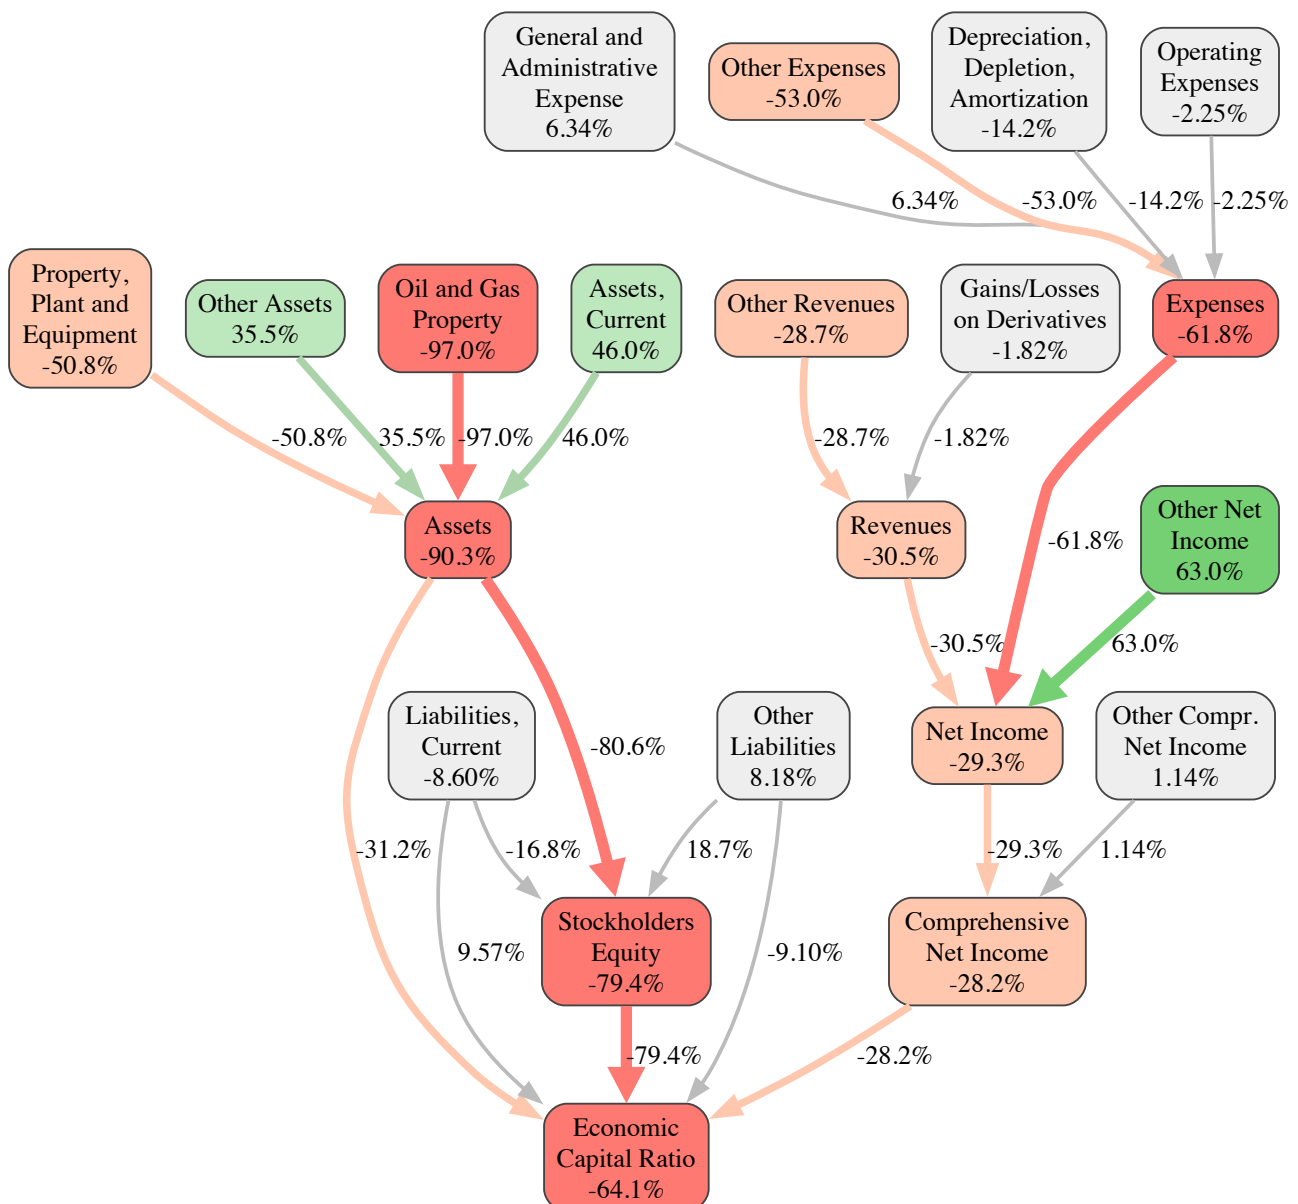 General and
Administrative
Expense
6.34%
Other Expenses
-53.0%
Depreciation,
Depletion,
Amortization
-14.2%
Operating
Expenses
-2.25%
6.34%
-53.0%
-14.2%
-2.25%
Property,
Plant and
Equipment
-50.8%
Other Assets
35.5%
Oil and Gas
Property
-97.0%
Assets,
Current
46.0%
Other Revenues
-28.7%
Gains/Losses
on Derivatives
-1.82%
Expenses
-61.8%
-50.8%
35.5%
-97.0%
46.0%
-28.7%
-1.82%
Assets
-90.3%
Revenues
-30.5%
-61.8%
Other Net
Income
63.0%
-30.5%
63.0%
Liabilities,
Current
-8.60%
-80.6%
Other
Liabilities
8.18%
Net Income
-29.3%
Other Compr.
Net Income
1.14%
-31.2%
-16.8%
18.7%
-29.3%
1.14%
9.57%
Stockholders
Equity
-79.4%
-9.10%
Comprehensive
Net Income
-28.2%
-79.4%
-28.2%
Economic
Capital Ratio
-64.1%